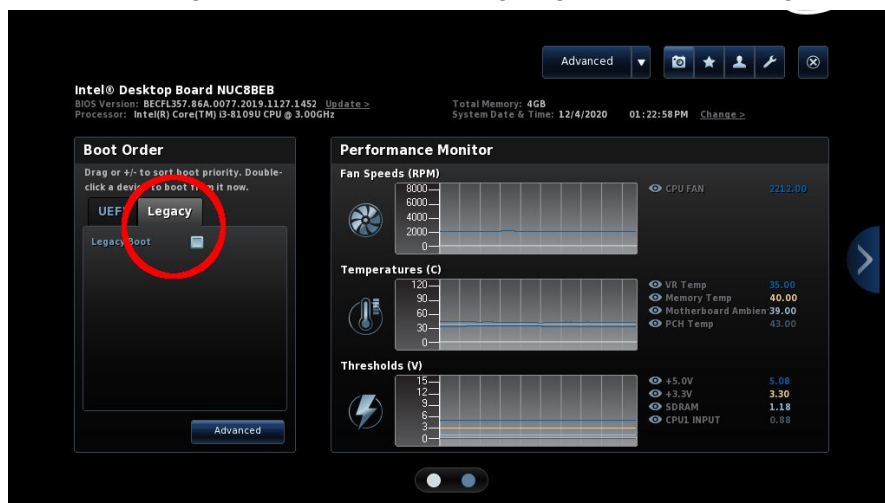 Advanced
Intel® Desktop Board NUC8BEB
BIOS Version: BECFL357.86A.0077.2019.1127.1452 Update >
Processor: Intel(R) Core(TM) i3-8109U CPU @ 3.00GHz
Total Memory: 4GB
System Date & Time: 12/4/2020 01:22:58 PM Change >
Boot Order
Drag or +/- to sort boot priority. Double-
click a device to boot from it now.
UEFI Legacy
Legacy Boot
Advanced
Performance Monitor
Fan Speeds (RPM)
8000
6000
4000
2000
0
CPU FAN 2212.00
Temperatures (C)
120
90
60
30
0
VR Temp 35.00
Memory Temp 40.00
Motherboard Ambien 39.00
PCH Temp 43.00
Thresholds (V)
15
12
9
6
3
0
+5.0V 5.08
+3.3V 3.30
SDRAM 1.18
CPU1 INPUT 0.88